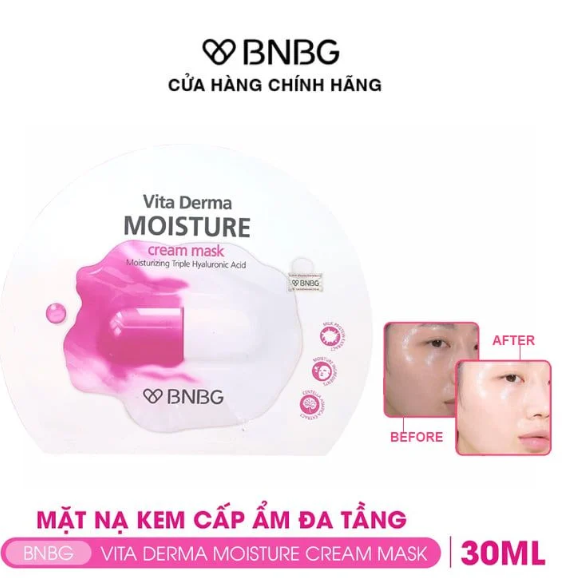 BNBG
CỬA HÀNG CHÍNH HÃNG
Vita Derma
MOISTURE
cream mask
Moisturizing Triple Hyaluronic Acid
BNBG
BNBG
AFTER
BEFORE
MẶT NẠ KEM CẤP ẨM ĐA TẦNG
BNBG VITA DERMA MOISTURE CREAM MASK 30ML